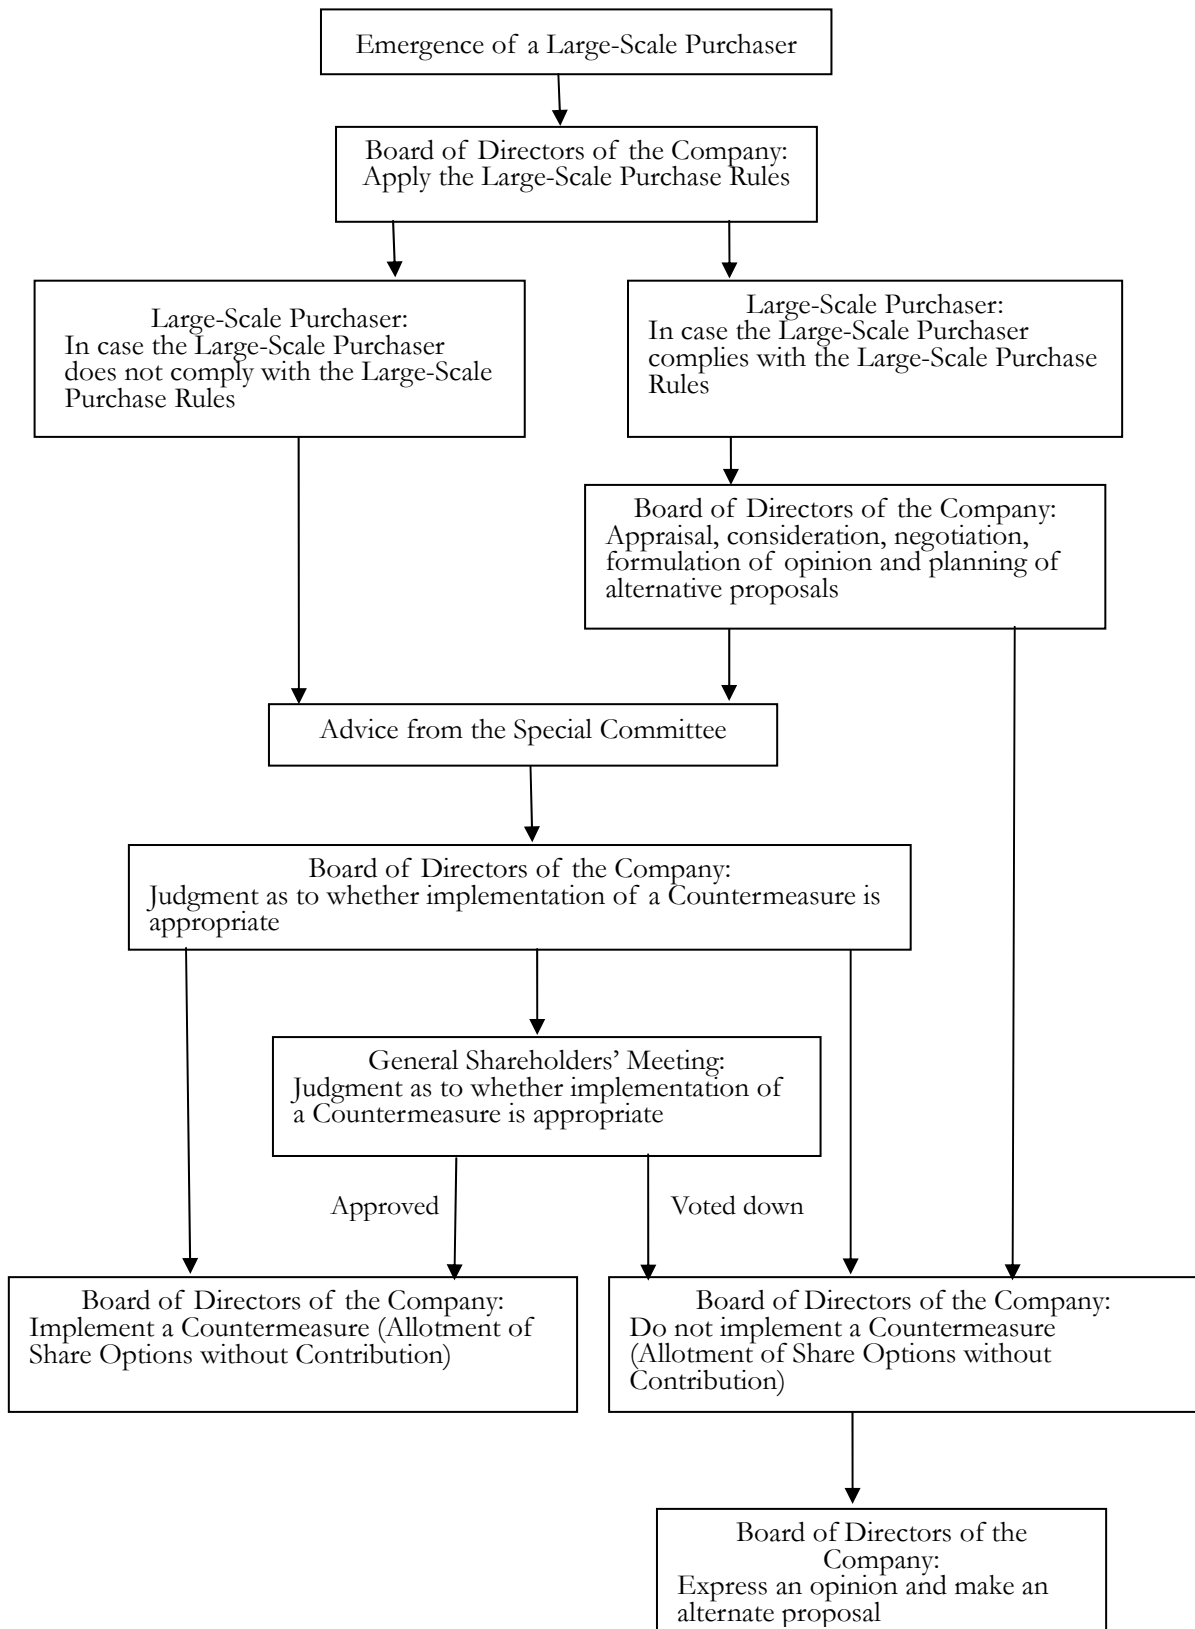 Emergence of a Large-Scale Purchaser
Board of Directors of the Company:
Apply the Large-Scale Purchase Rules
Large-Scale Purchaser:
In case the Large-Scale Purchaser
does not comply with the Large-Scale
Purchase Rules
Large-Scale Purchaser:
In case the Large-Scale Purchaser
complies with the Large-Scale Purchase
Rules
Board of Directors of the Company:
Appraisal, consideration, negotiation,
formulation of opinion and planning of
alternative proposals
Advice from the Special Committee
Board of Directors of the Company:
Judgment as to whether implementation of a Countermeasure is
appropriate
General Shareholders’ Meeting:
Judgment as to whether implementation of
a Countermeasure is appropriate
Approved
Voted down
Board of Directors of the Company:
Implement a Countermeasure (Allotment of
Share Options without Contribution)
Board of Directors of the Company:
Do not implement a Countermeasure
(Allotment of Share Options without
Contribution)
Board of Directors of the
Company:
Express an opinion and make an
alternate proposal